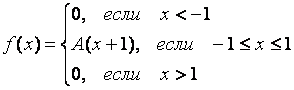 0, если x < -1
f(x) = { A(x+1), если -1 ≤ x ≤ 1
0, если x > 1